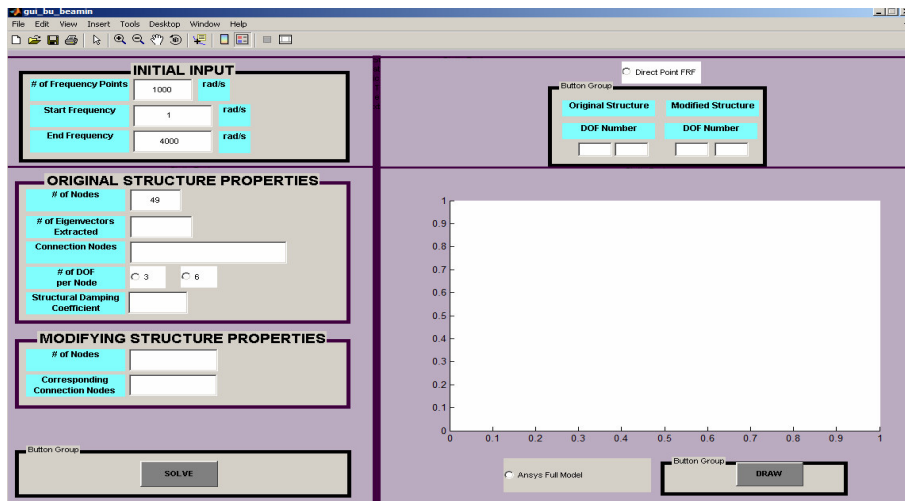 gui_bu_beamin
File Edit View Insert Tools Desktop Window Help
INITIAL INPUT
# of Frequency Points 1000 rad/s
Start Frequency 1 rad/s
End Frequency 4000 rad/s
ORIGINAL STRUCTURE PROPERTIES
# of Nodes 49
# of Eigenvectors
Extracted
Connection Nodes
# of DOF
per Node
3 6
Structural Damping
Coefficient
MODIFYING STRUCTURE PROPERTIES
# of Nodes
Corresponding
Connection Nodes
Button Group
SOLVE
Direct Point FRF
Button Group
Original Structure Modified Structure
DOF Number DOF Number
1
0.9
0.8
0.7
0.6
0.5
0.4
0.3
0.2
0.1
0
0 0.1 0.2 0.3 0.4 0.5 0.6 0.7 0.8 0.9 1
Ansys Full Model
Button Group
DRAW